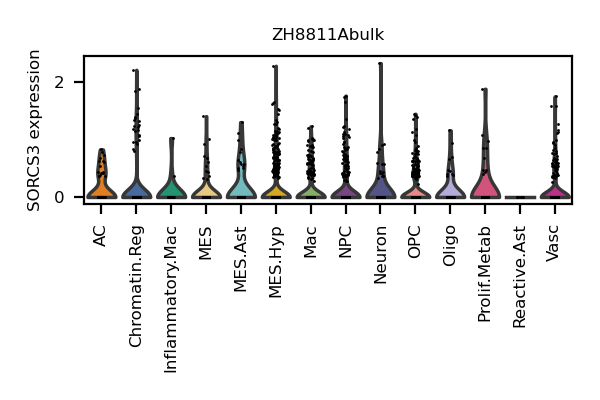 ZH8811Abulk
SORCS3 expression
2
0
AC
Chromatin.Reg
Inflammatory.Mac
MES
MES.Ast
MES.Hyp
Mac
NPC
Neuron
OPC
Oligo
Prolif.Metab
Reactive.Ast
Vasc